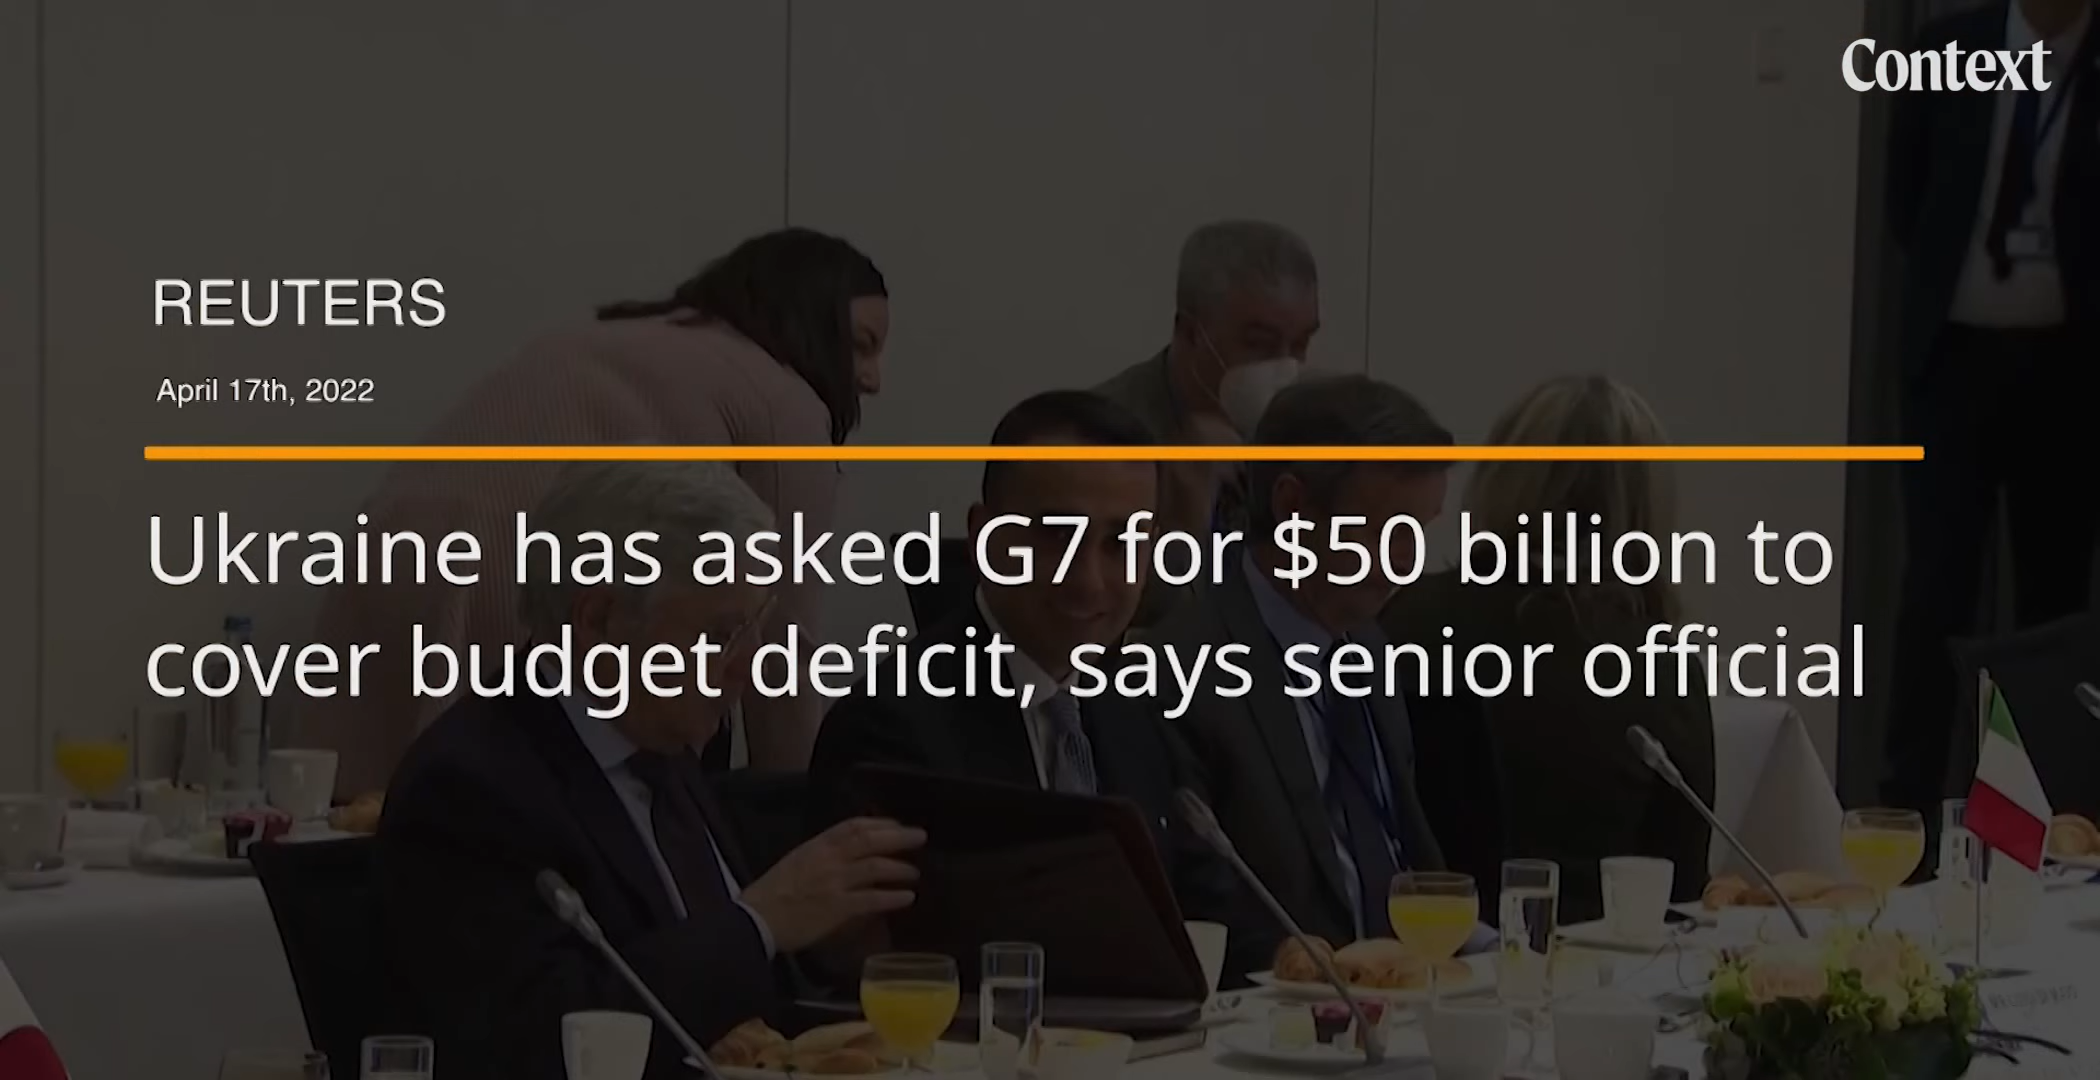 Context
REUTERS
April 17th, 2022
Ukraine has asked G7 for $50 billion to
cover budget deficit, says senior official